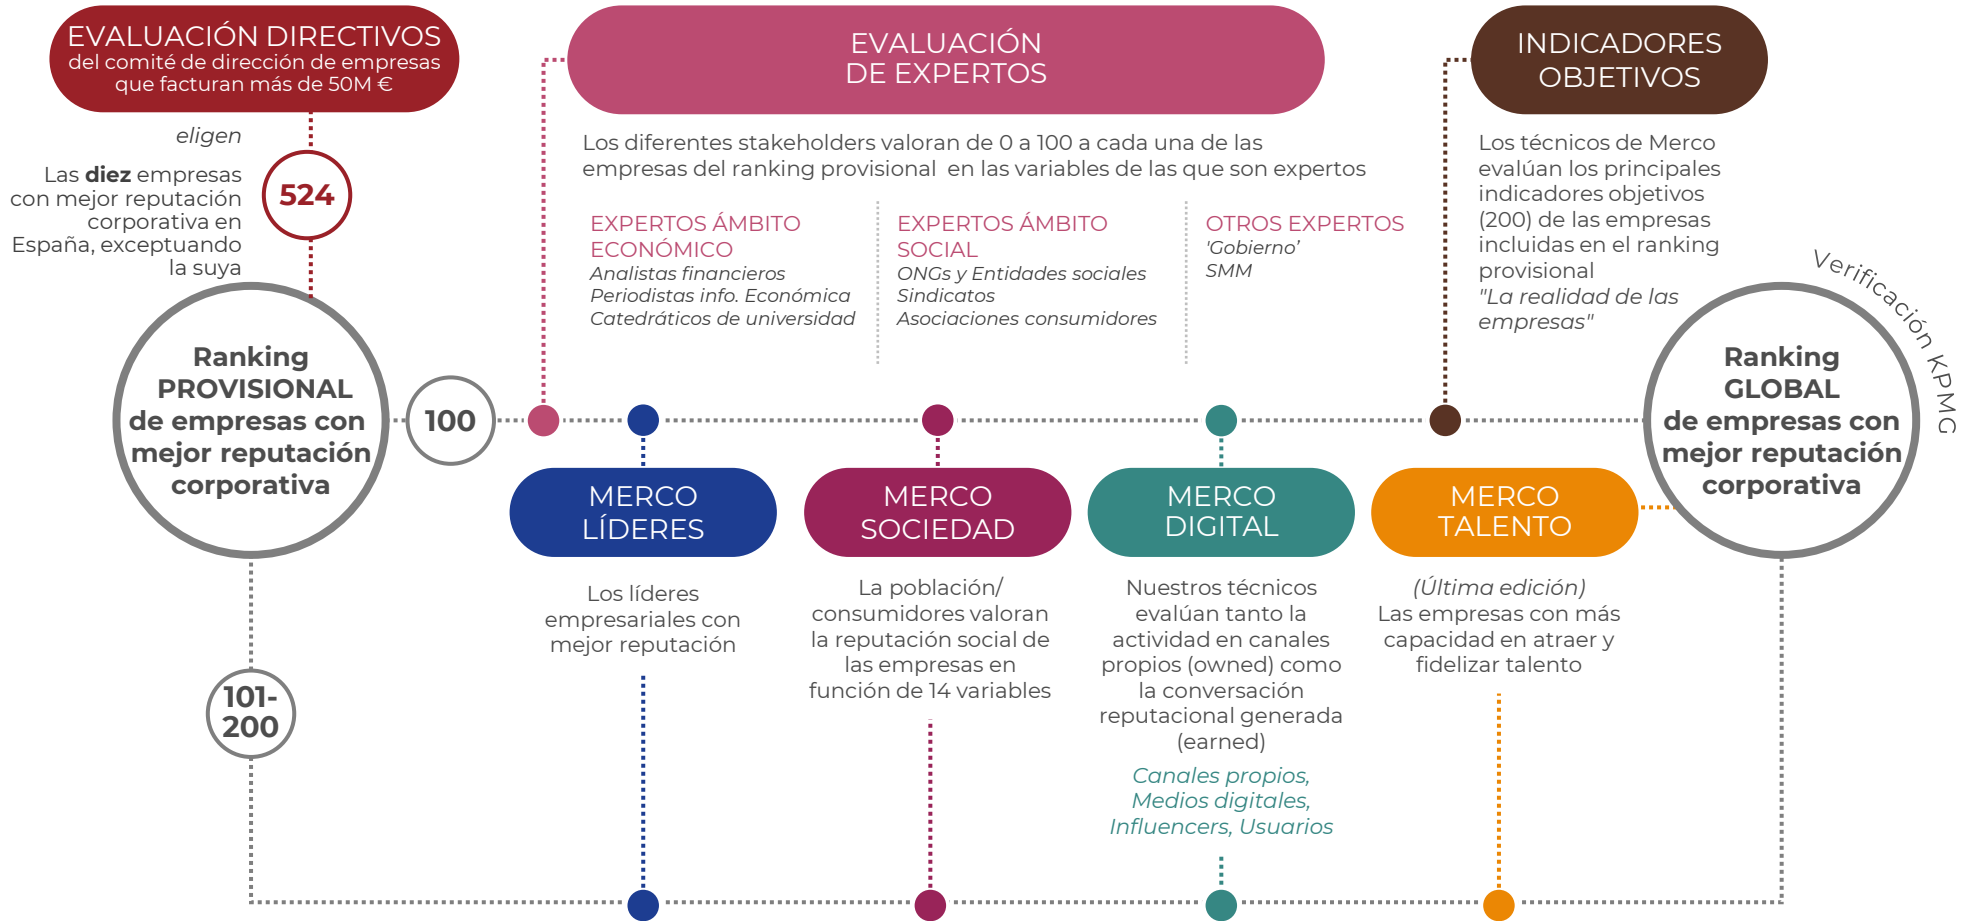 EVALUACIÓN DIRECTIVOS
del comité de dirección de empresas
que facturan más de 50M €
eligen
Las diez empresas
con mejor reputación
corporativa en
España, exceptuando
la suya
524
Ranking
PROVISIONAL
de empresas con
mejor reputación
corporativa
100
101-
200
EVALUACIÓN
DE EXPERTOS
Los diferentes stakeholders valoran de 0 a 100 a cada una de las
empresas del ranking provisional en las variables de las que son expertos
EXPERTOS ÁMBITO
ECONÓMICO
Analistas financieros
Periodistas info. Económica
Catedráticos de universidad
EXPERTOS ÁMBITO
SOCIAL
ONGs y Entidades sociales
Sindicatos
Asociaciones consumidores
OTROS EXPERTOS
'Gobierno’
SMM
INDICADORES
OBJETIVOS
Los técnicos de Merco
evalúan los principales
indicadores objetivos
(200) de las empresas
incluidas en el ranking
provisional
"La realidad de las
empresas"
MERCO
LÍDERES
Los líderes
empresariales con
mejor reputación
MERCO
SOCIEDAD
La población/
consumidores valoran
la reputación social de
las empresas en
función de 14 variables
MERCO
DIGITAL
Nuestros técnicos
evalúan tanto la
actividad en canales
propios (owned) como
la conversación
reputacional generada
(earned)
Canales propios,
Medios digitales,
Influencers, Usuarios
MERCO
TALENTO
(Última edición)
Las empresas con más
capacidad en atraer y
fidelizar talento
Verificación KPMG
Ranking
GLOBAL
de empresas con
mejor reputación
corporativa